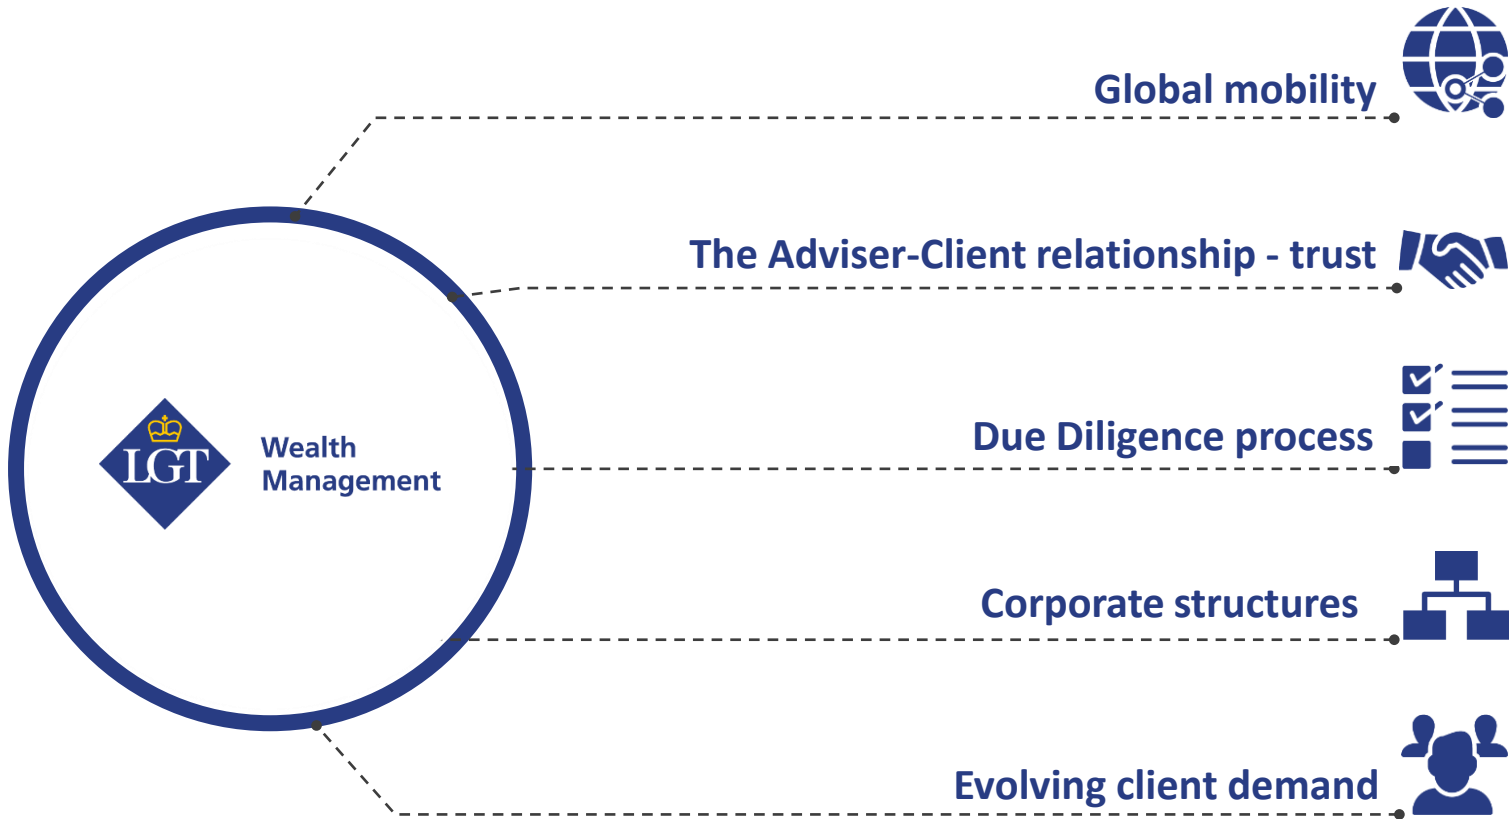 Global mobility
The Adviser-Client relationship - trust
Due Diligence process
LGT
Wealth
Management
Corporate structures
Evolving client demand